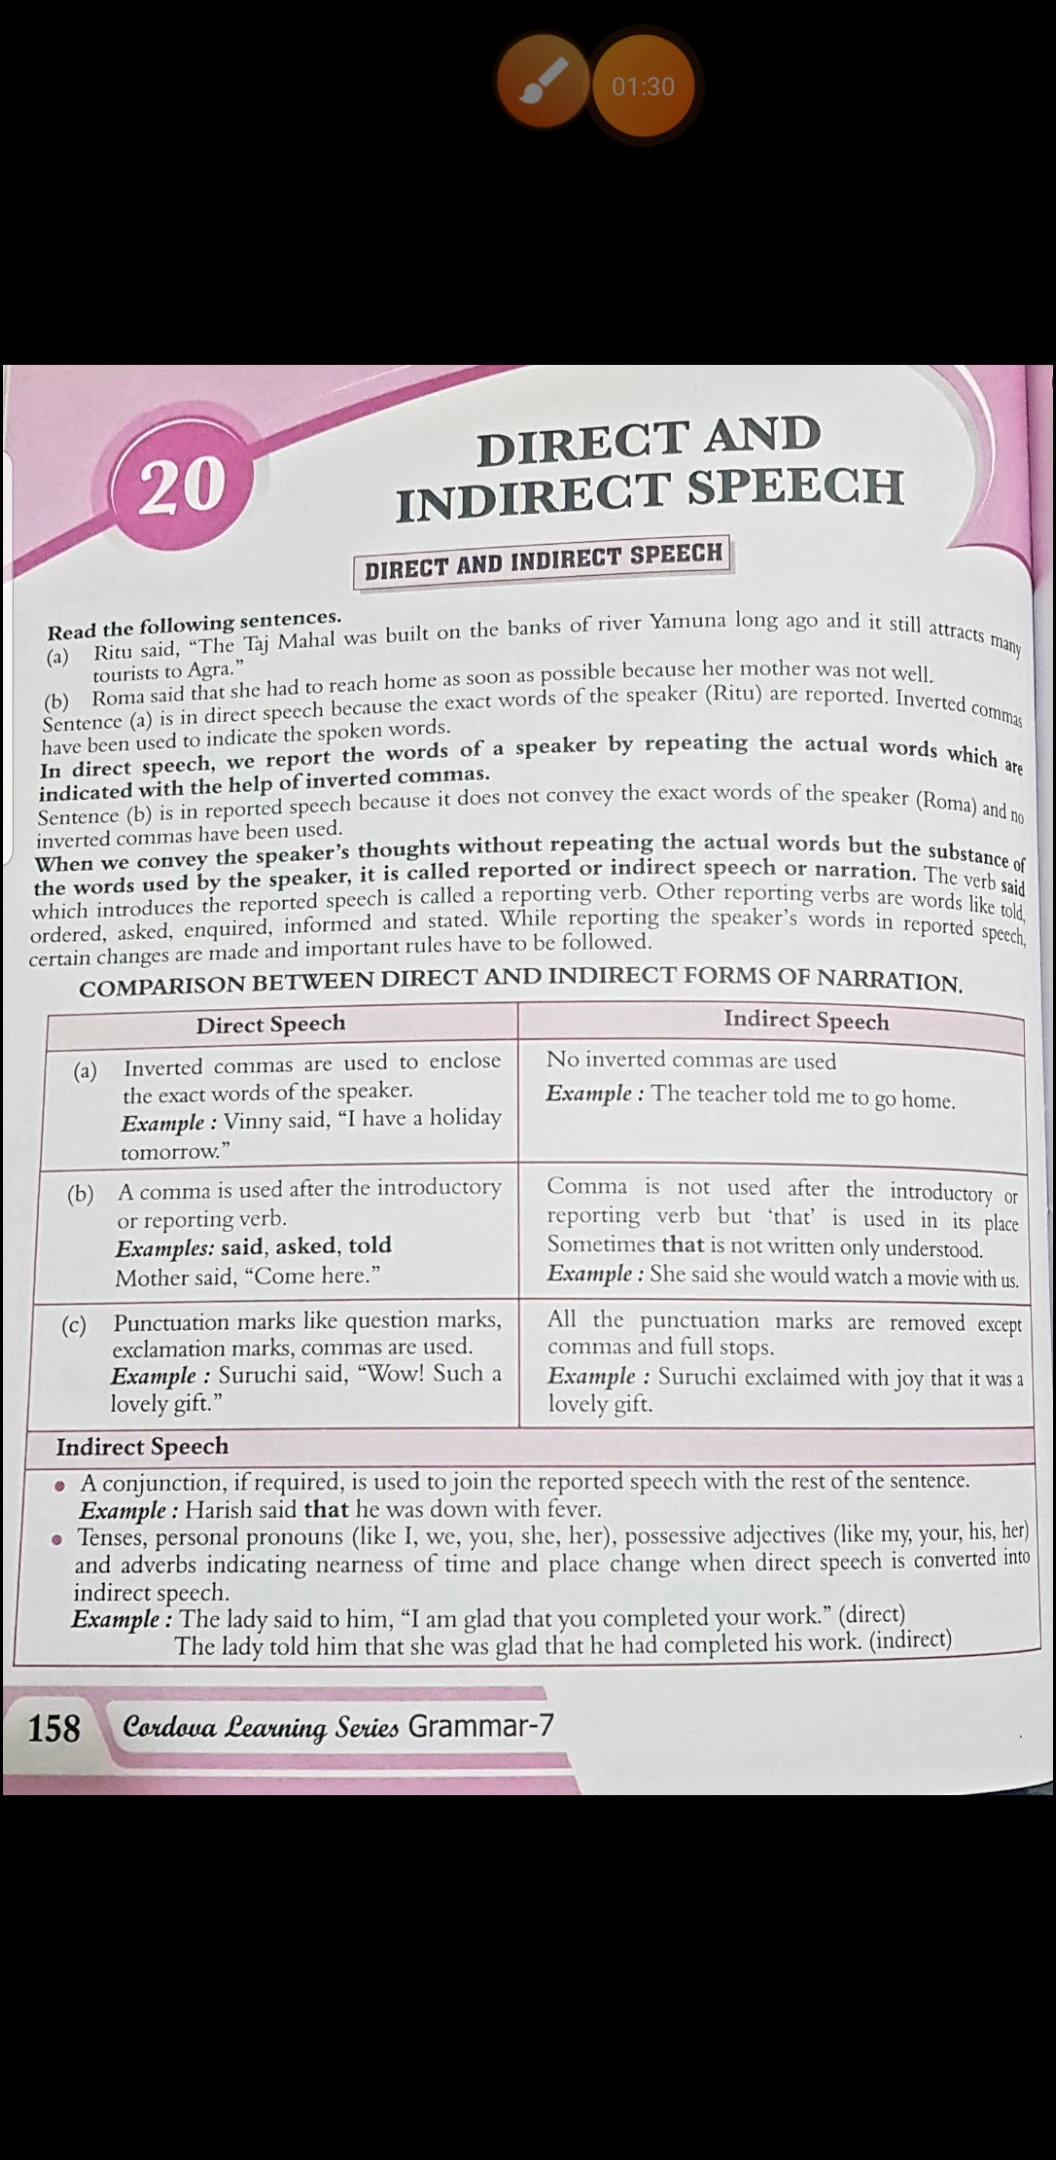 01:30
20
DIRECT AND
INDIRECT SPEECH
DIRECT AND INDIRECT SPEECH
Read the following sentences.
(a) Ritu said, “The Taj Mahal was built on the banks of river Yamuna long ago and it still attracts many
tourists to Agra.”
(b) Roma said that she had to reach home as soon as possible because her mother was not well.
Sentence (a) is in direct speech because the exact words of the speaker (Ritu) are reported. Inverted commas
have been used to indicate the spoken words.
In direct speech, we report the words of a speaker by repeating the actual words which are
indicated with the help of inverted commas.
Sentence (b) is in reported speech because it does not convey the exact words of the speaker (Roma) and no
inverted commas have been used.
When we convey the speaker’s thoughts without repeating the actual words but the substance of
the words used by the speaker, it is called reported or indirect speech or narration. The verb said
which introduces the reported speech is called a reporting verb. Other reporting verbs are words like told,
ordered, asked, enquired, informed and stated. While reporting the speaker’s words in reported speech,
certain changes are made and important rules have to be followed.
COMPARISON BETWEEN DIRECT AND INDIRECT FORMS OF NARRATION.
Direct Speech
Indirect Speech
(a) Inverted commas are used to enclose
the exact words of the speaker.
Example : Vinny said, “I have a holiday
tomorrow.”
No inverted commas are used
Example : The teacher told me to go home.
(b) A comma is used after the introductory
or reporting verb.
Examples: said, asked, told
Mother said, “Come here.”
Comma is not used after the introductory or
reporting verb but ‘that’ is used in its place
Sometimes that is not written only understood.
Example : She said she would watch a movie with us.
(c) Punctuation marks like question marks,
exclamation marks, commas are used.
Example : Suruchi said, “Wow! Such a
lovely gift.”
All the punctuation marks are removed except
commas and full stops.
Example : Suruchi exclaimed with joy that it was a
lovely gift.
Indirect Speech
• A conjunction, if required, is used to join the reported speech with the rest of the sentence.
Example : Harish said that he was down with fever.
• Tenses, personal pronouns (like I, we, you, she, her), possessive adjectives (like my, your, his, her)
and adverbs indicating nearness of time and place change when direct speech is converted into
indirect speech.
Example : The lady said to him, “I am glad that you completed your work.” (direct)
The lady told him that she was glad that he had completed his work. (indirect)
158 Cordova Learning Series Grammar-7